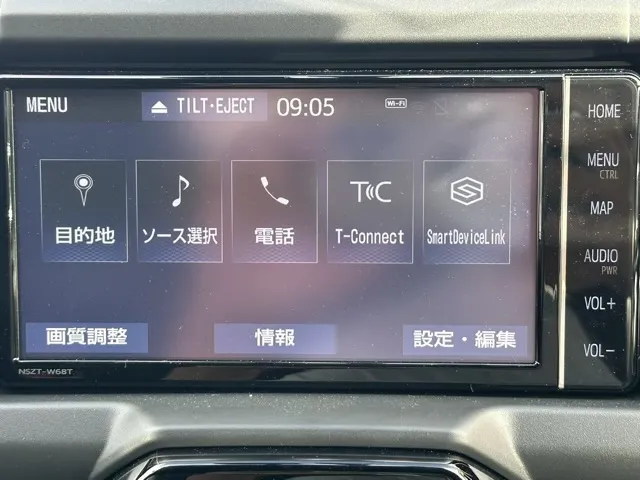 MENU
TILT·EJECT
09:05
Wi-Fi
目的地
ソース選択
電話
T-Connect
SmartDeviceLink
画質調整
情報
設定・編集
NSZT-W68T
HOME
MENU
CTRL
MAP
AUDIO
PWR
VOL+
VOL−